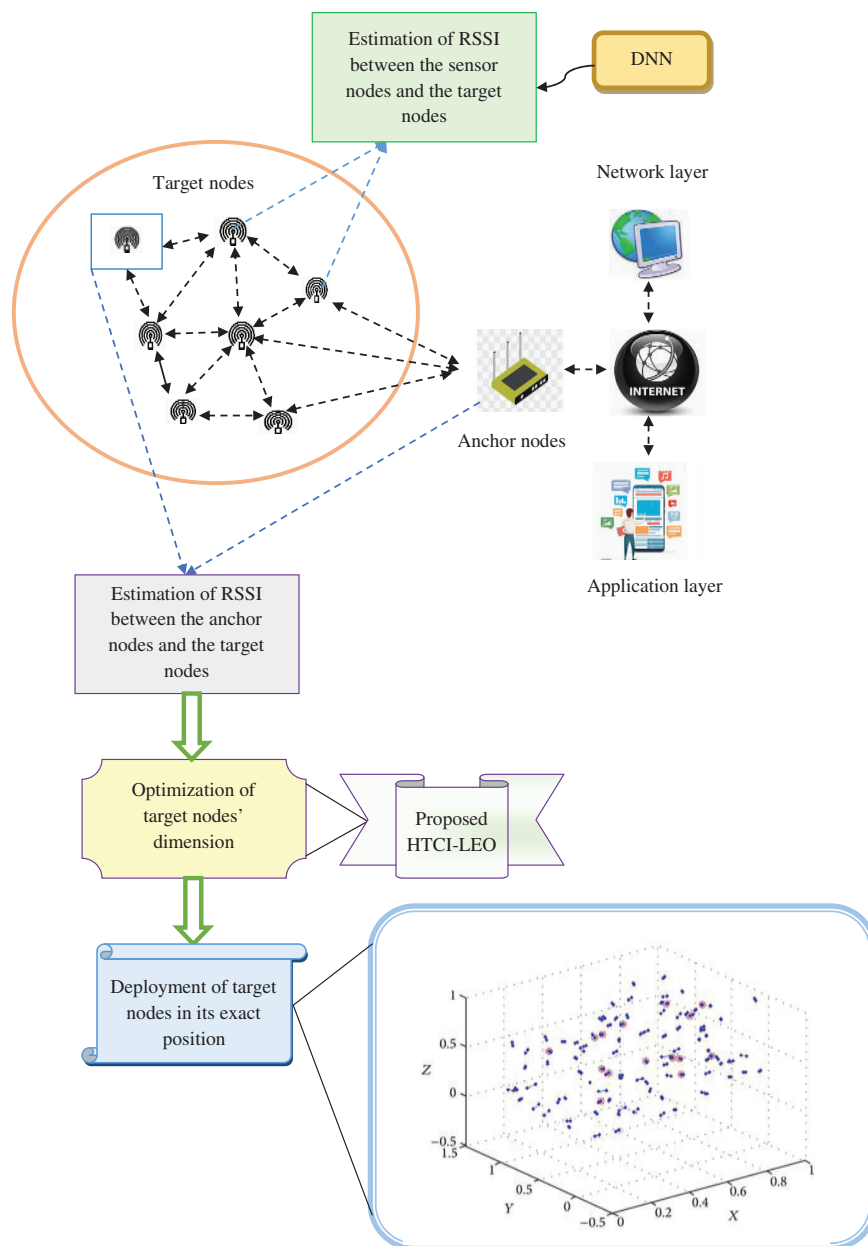 Estimation of RSSI
between the sensor
nodes and the target
nodes
DNN
Target nodes
Network layer
INTERNET
Anchor nodes
Application layer
Estimation of RSSI
between the anchor
nodes and the target
nodes
Optimization of
target nodes’
dimension
Proposed
HTCI-LEO
Deployment of target
nodes in its exact
position
1
0.5
Z
0
−0.5
1.5
1
0.5
Y
0
−0.5
0
0.2
0.4
X
0.6
0.8
1